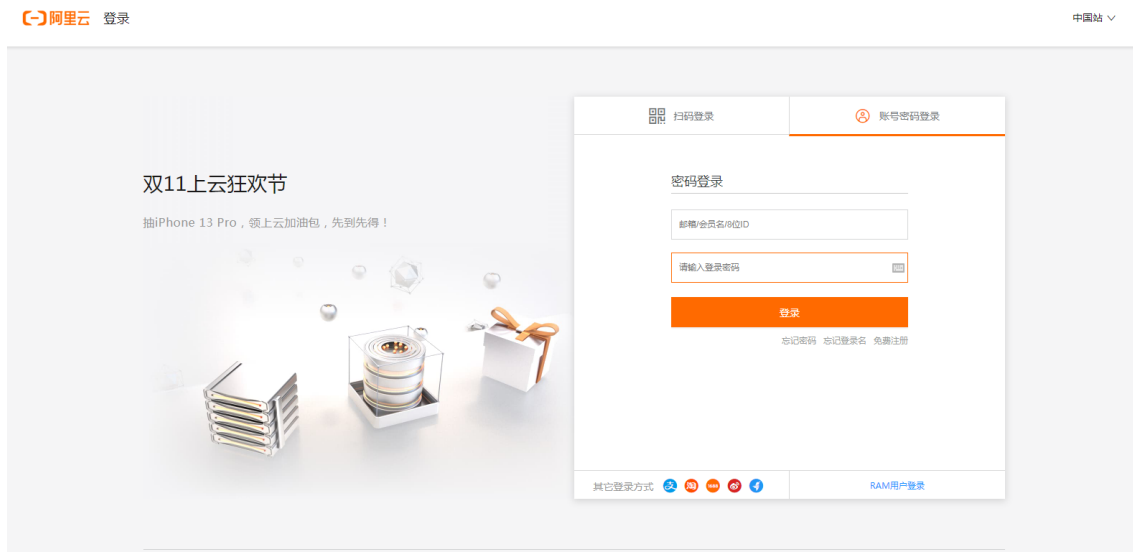 阿里云 登录
中国站
扫码登录
账号密码登录
双11上云狂欢节
抽iPhone 13 Pro，领上云加油包，先到先得！
密码登录
邮箱/会员名/8位ID
请输入登录密码
登录
忘记密码 忘记登录名 免费注册
其它登录方式
支 淘
RAM用户登录